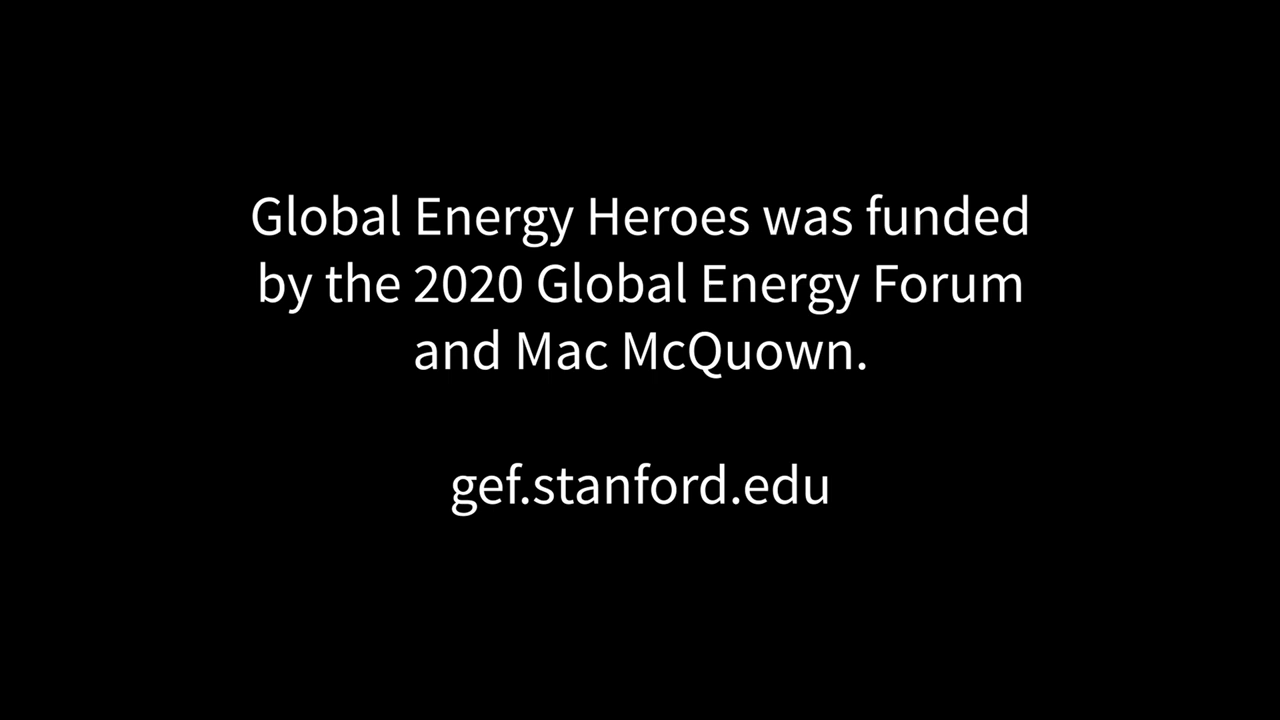 Global Energy Heroes was funded
by the 2020 Global Energy Forum
and Mac McQuown.
gef.stanford.edu